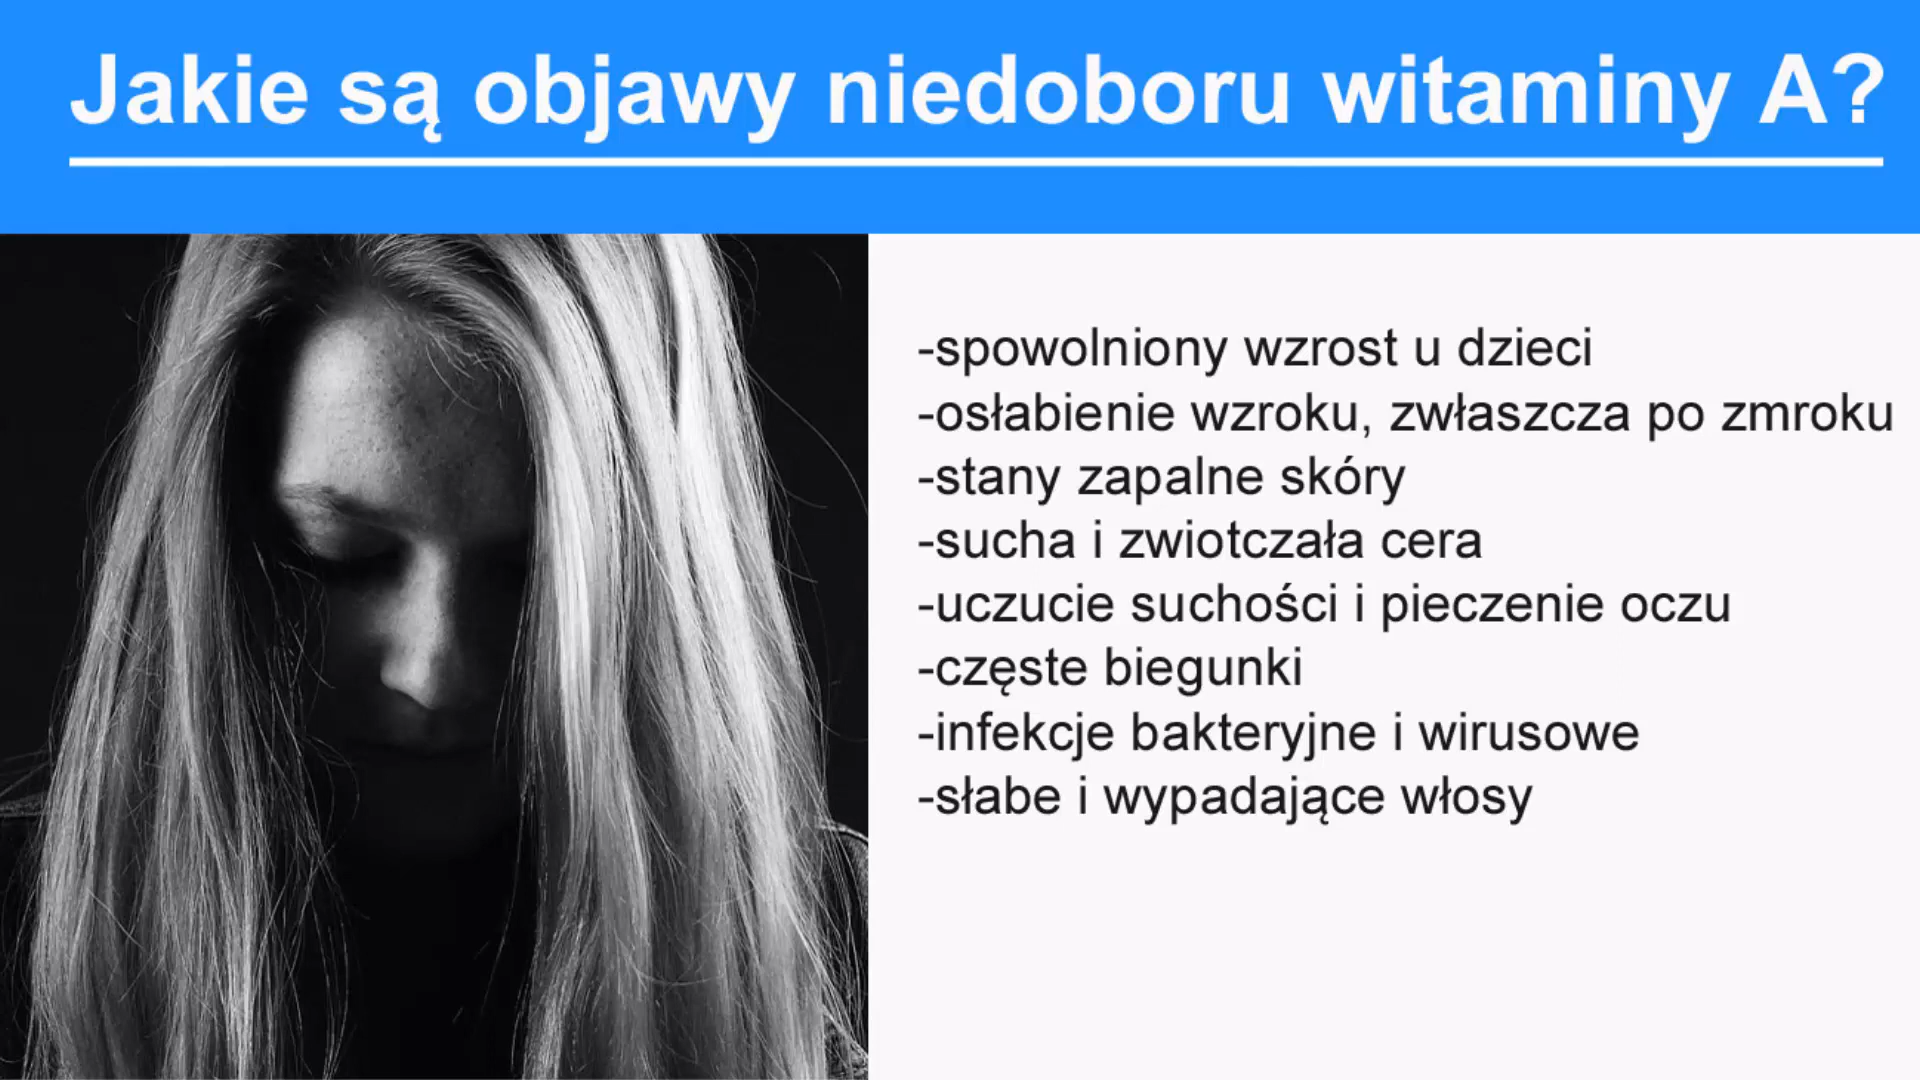 Jakie są objawy niedoboru witaminy A?
-spowolniony wzrost u dzieci
-osłabienie wzroku, zwłaszcza po zmroku
-stany zapalne skóry
-sucha i zwiotczała cera
-uczucie suchości i pieczenie oczu
-częste biegunki
-infekcje bakteryjne i wirusowe
-słabe i wypadające włosy